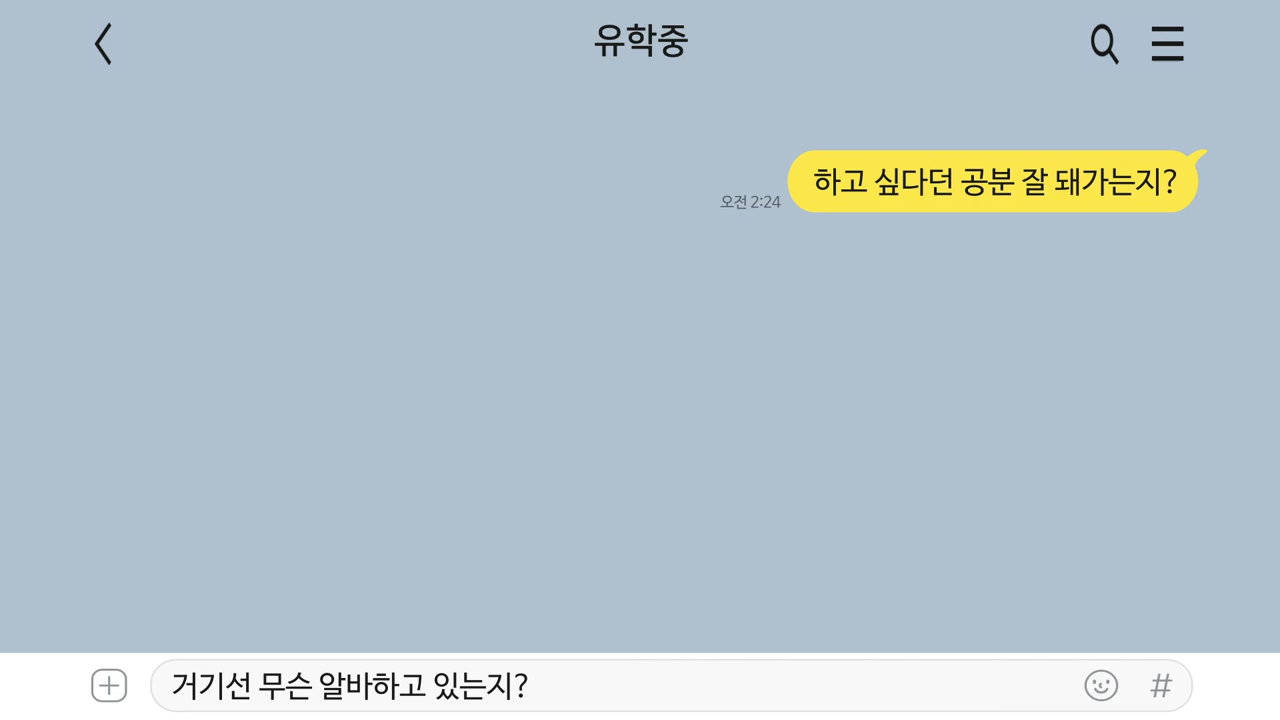 유학중
하고 싶다던 공분 잘 돼가는지?
오전 2:24
거기선 무슨 알바하고 있는지?
#